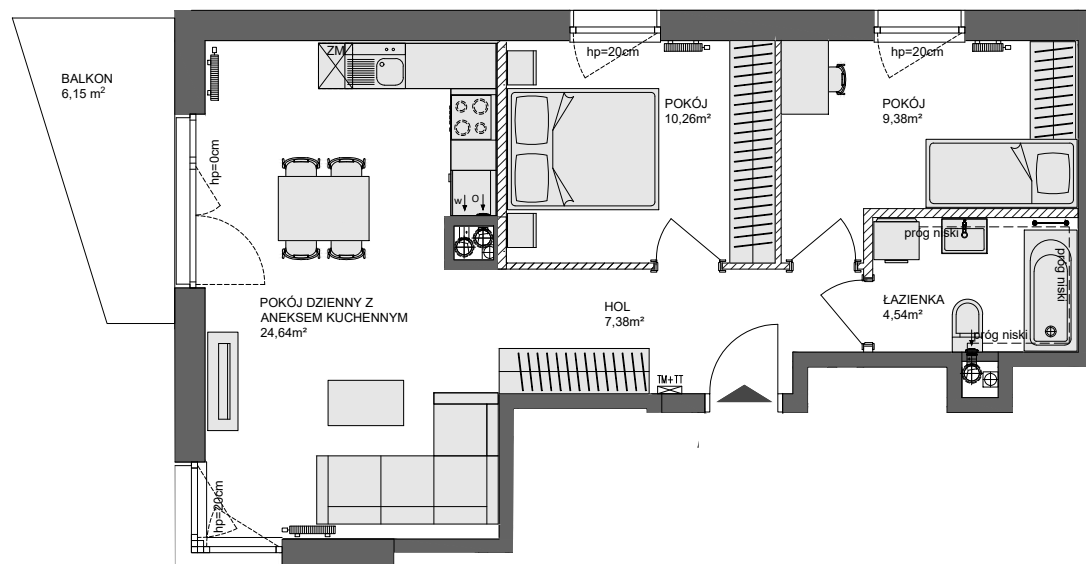 BALKON
6,15 m²
ZM
hp=0cm
hp=20cm
POKÓJ
10,26m²
hp=20cm
POKÓJ
9,38m²
w
O
próg niski
próg niski
POKÓJ DZIENNY Z
ANEKSEM KUCHENNYM
24,64m²
HOL
7,38m²
ŁAZIENKA
4,54m²
próg niski
TM+TT
hp=20cm